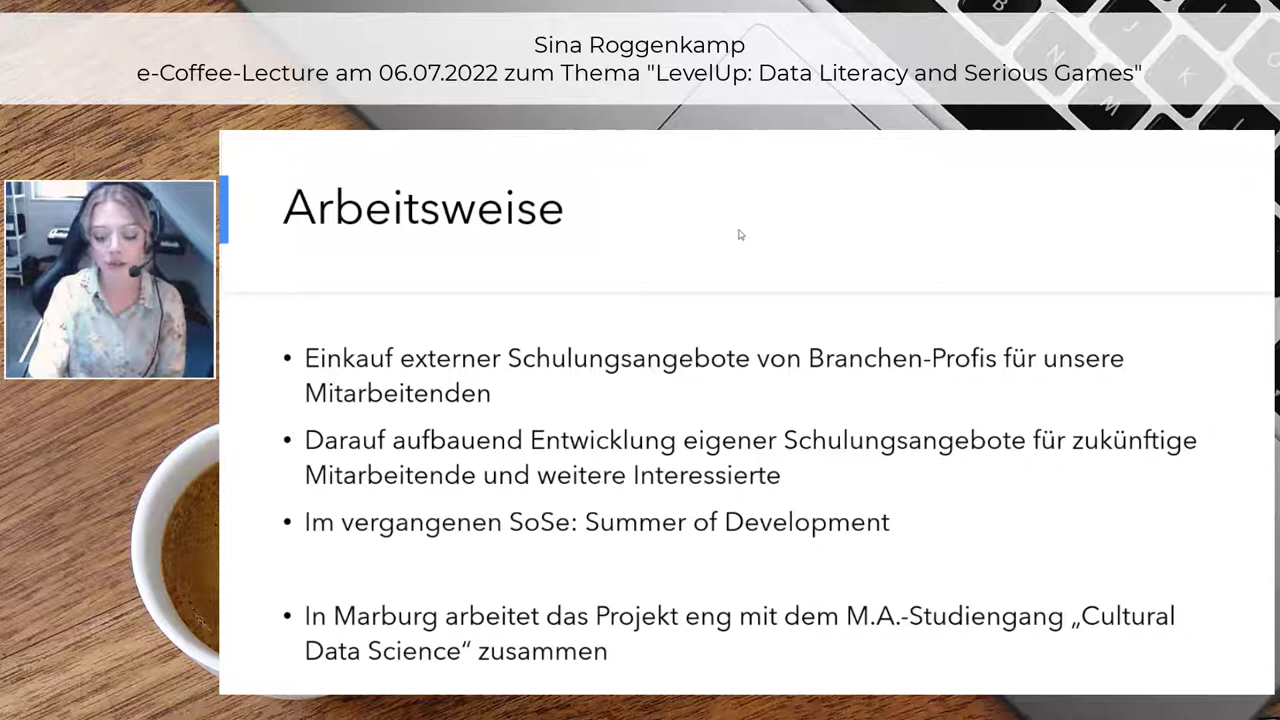 Sina Roggenkamp
e-Coffee-Lecture am 06.07.2022 zum Thema "LevelUp: Data Literacy and Serious Games"
Arbeitsweise
• Einkauf externer Schulungsangebote von Branchen-Profis für unsere
Mitarbeitenden
• Darauf aufbauend Entwicklung eigener Schulungsangebote für zukünftige
Mitarbeitende und weitere Interessierte
• Im vergangenen SoSe: Summer of Development
• In Marburg arbeitet das Projekt eng mit dem M.A.-Studiengang „Cultural
Data Science“ zusammen
B
J
I
N
K
M
L